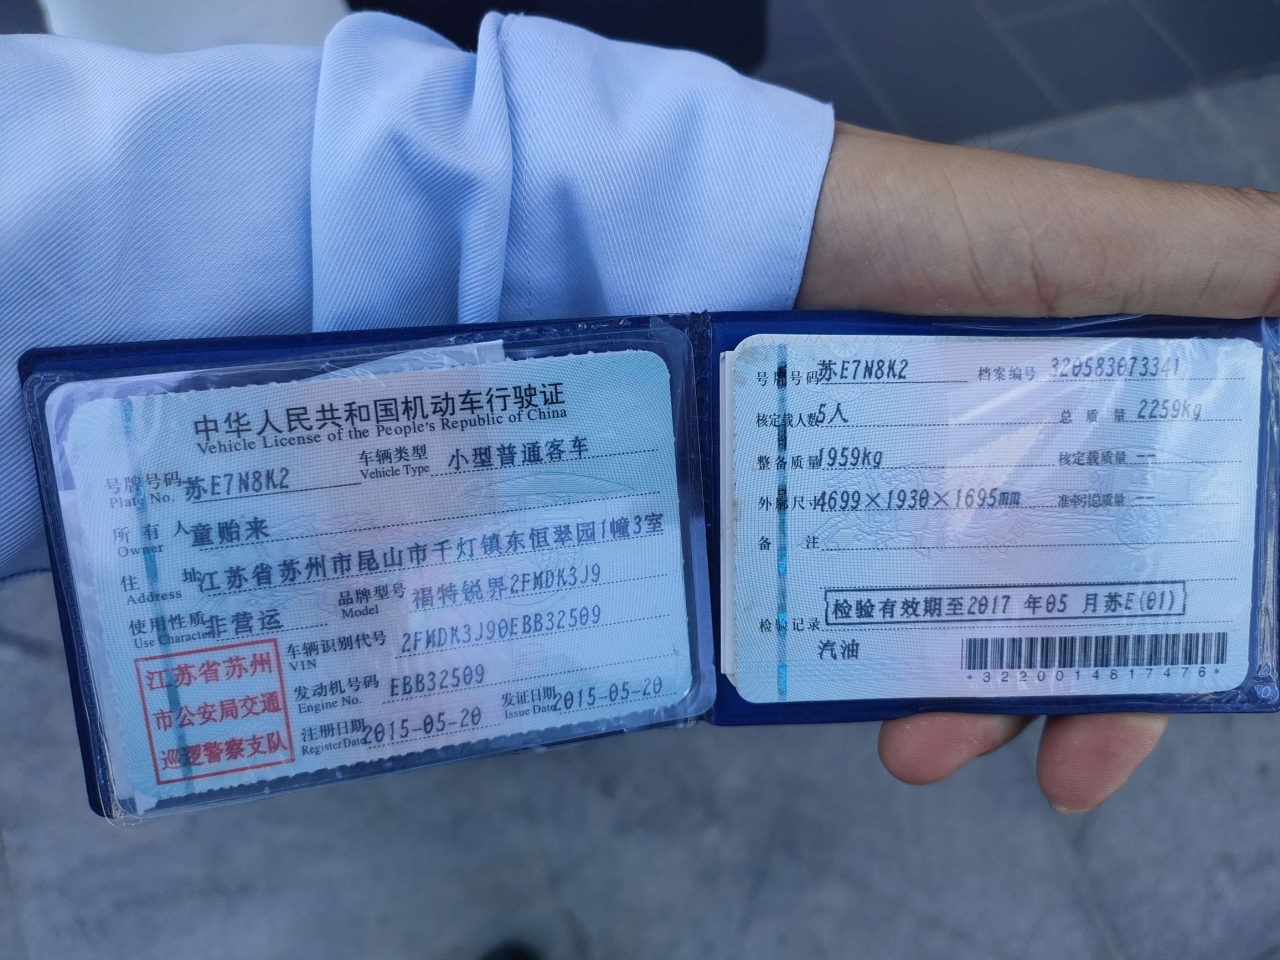 中华人民共和国机动车行驶证
Vehicle License of the People's Republic of China
号牌号码 苏E7N8K2 车辆类型 小型普通客车
Plate No. Vehicle Type
所有人 童贻来
Owner
住址 江苏省苏州市昆山市千灯镇东恒翠园1幢3室
Address
使用性质 非营运 品牌型号 福特锐界2FMDK3J9
Use Character Model
车辆识别代号 2FMDK3J90EBB32509
VIN
发动机号码 EBB32509
Engine No.
注册日期 2015-05-20 发证日期 2015-05-20
Register Date Issue Date
江苏省苏州
市公安局交通
巡逻警察支队
号牌号码 苏E7N8K2 档案编号 320583073341
核定载人数 5人 总质量 2259kg
整备质量 1959kg 核定载质量 --
外廓尺寸 4699×1930×1695mm 准牵引总质量 --
备注
检验记录 检验有效期至2017年05月苏E(01)
汽油
*3220014817476*